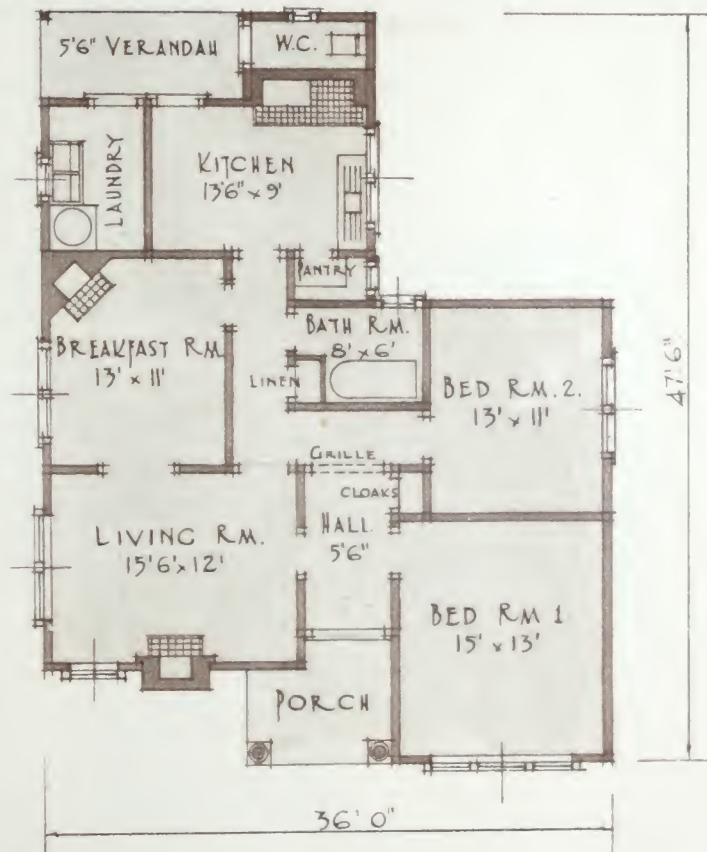 5'6" VERANDAH
W.C.
LAUNDRY
KITCHEN
13'6" x 9'
PANTRY
BREAKFAST RM
13' x 11'
BATH RM.
8' x 6'
LINEN
BED RM. 2.
13' x 11'
GRILLE
CLOAKS
HALL
5'6"
LIVING RM.
15'6' x 12'
BED RM 1
15' x 13'
PORCH
47'6"
36'0"